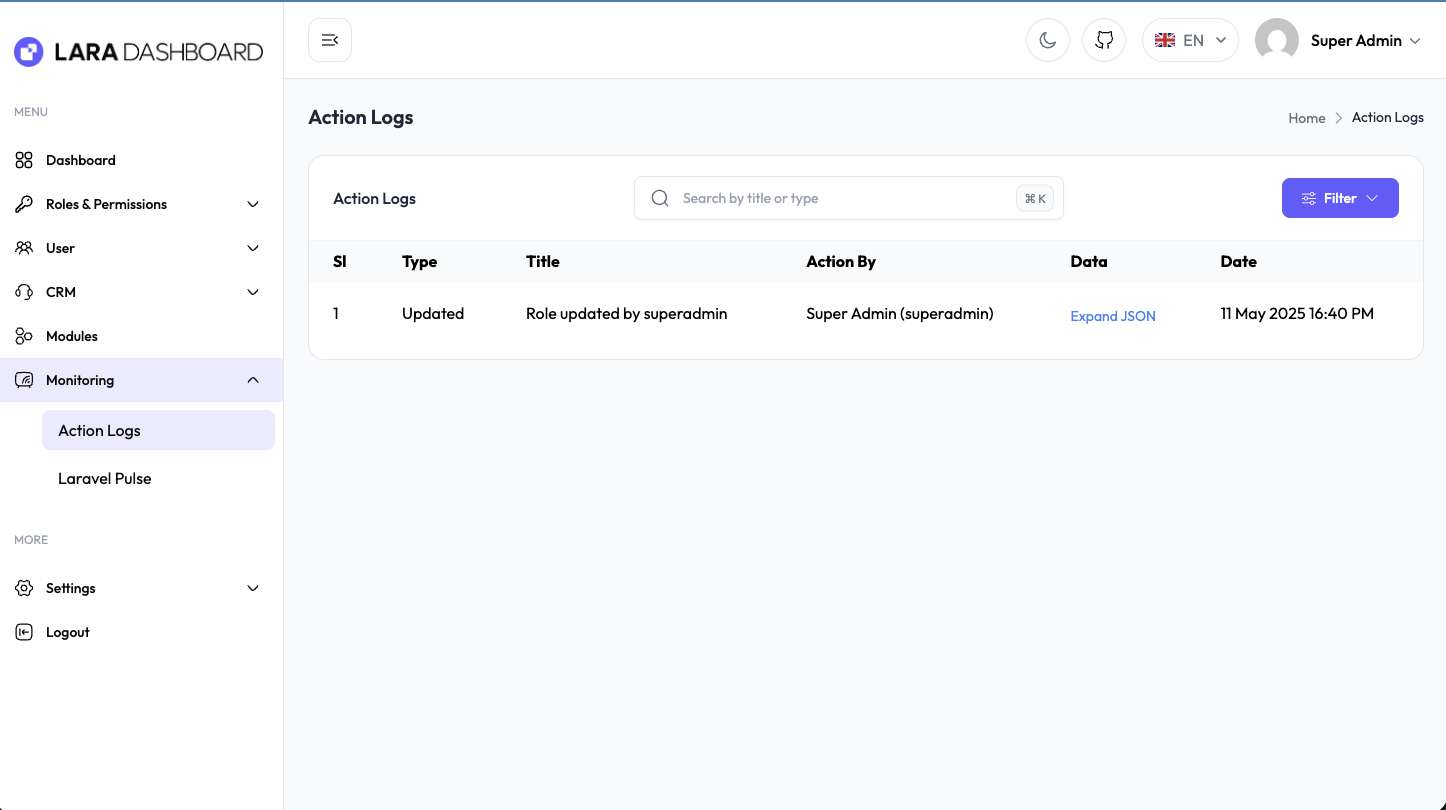 LARA DASHBOARD
MENU
Dashboard
Roles & Permissions
User
CRM
Modules
Monitoring
Action Logs
Laravel Pulse
MORE
Settings
Logout
EN
Super Admin
Action Logs
Home > Action Logs
Action Logs
Search by title or type
⌘ K
Filter
Sl Type Title Action By Data Date
1 Updated Role updated by superadmin Super Admin (superadmin) Expand JSON 11 May 2025 16:40 PM